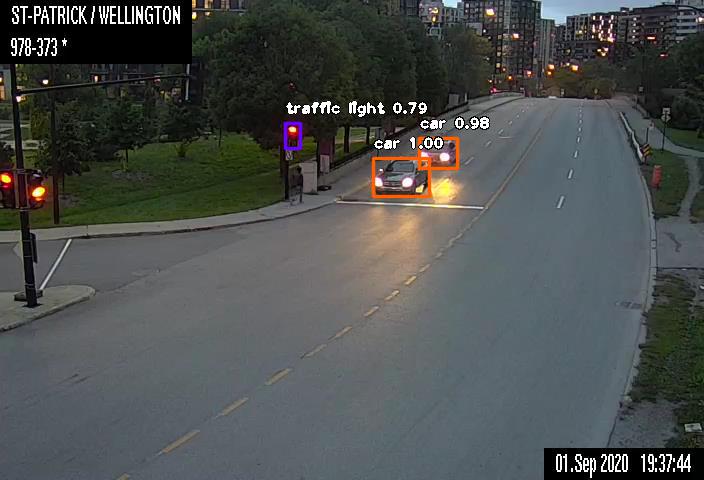 ST-PATRICK / WELLINGTON
978-373 *
traffic light 0.79
car 0.98
car 1.00
01.Sep 2020 19:37:44